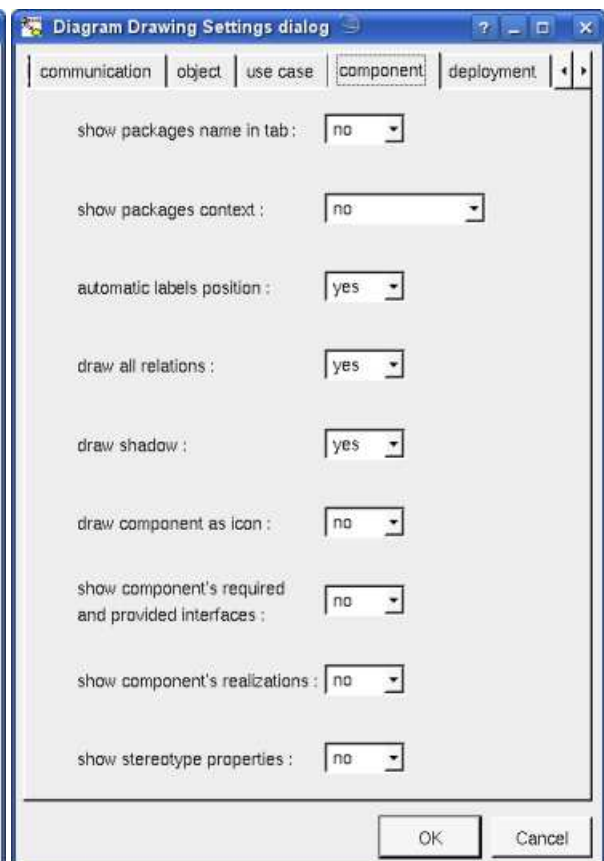 Diagram Drawing Settings dialog
communication object use case component deployment
show packages name in tab : no
show packages context : no
automatic labels position : yes
draw all relations : yes
draw shadow : yes
draw component as icon : no
show component's required
and provided interfaces : no
show component's realizations : no
show stereotype properties : no
OK Cancel